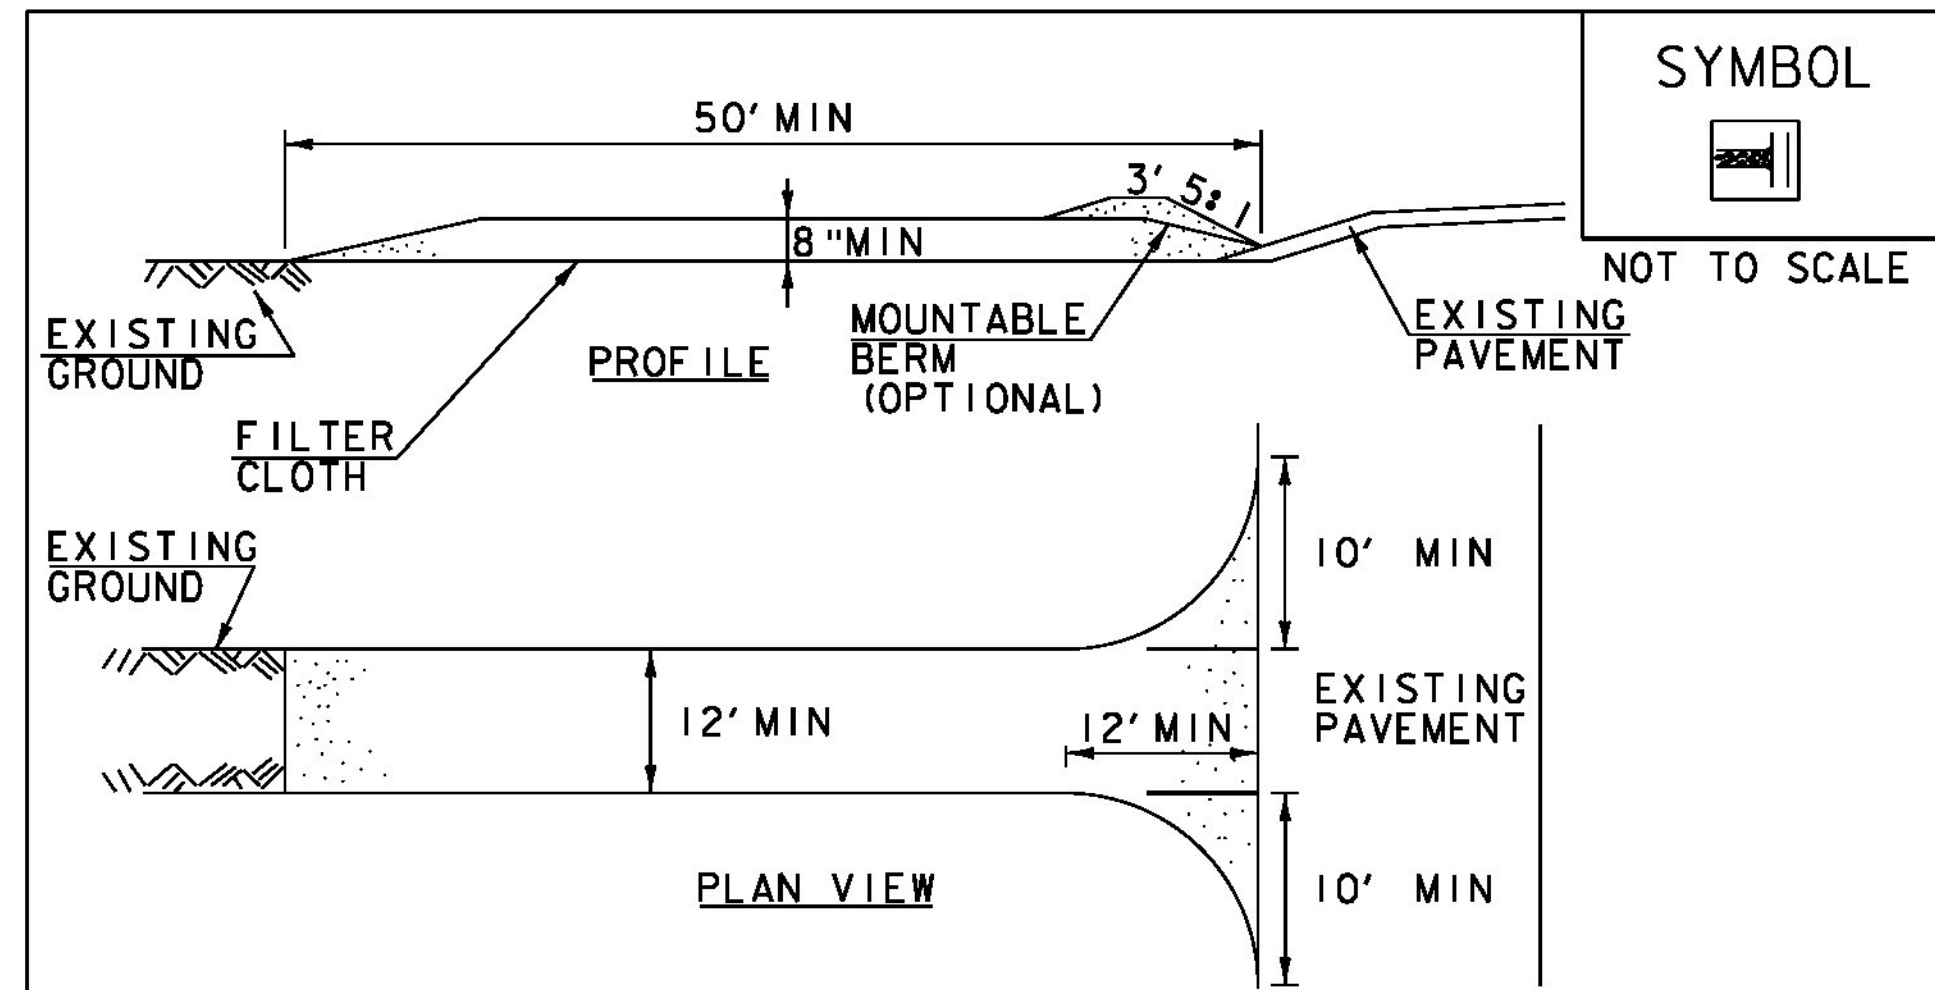 SYMBOL
NOT TO SCALE
50' MIN
3' 5:1
8"MIN
EXISTING
GROUND
FILTER
CLOTH
PROFILE
MOUNTABLE
BERM
(OPTIONAL)
EXISTING
PAVEMENT
EXISTING
GROUND
12' MIN
12' MIN
10' MIN
EXISTING
PAVEMENT
10' MIN
PLAN VIEW